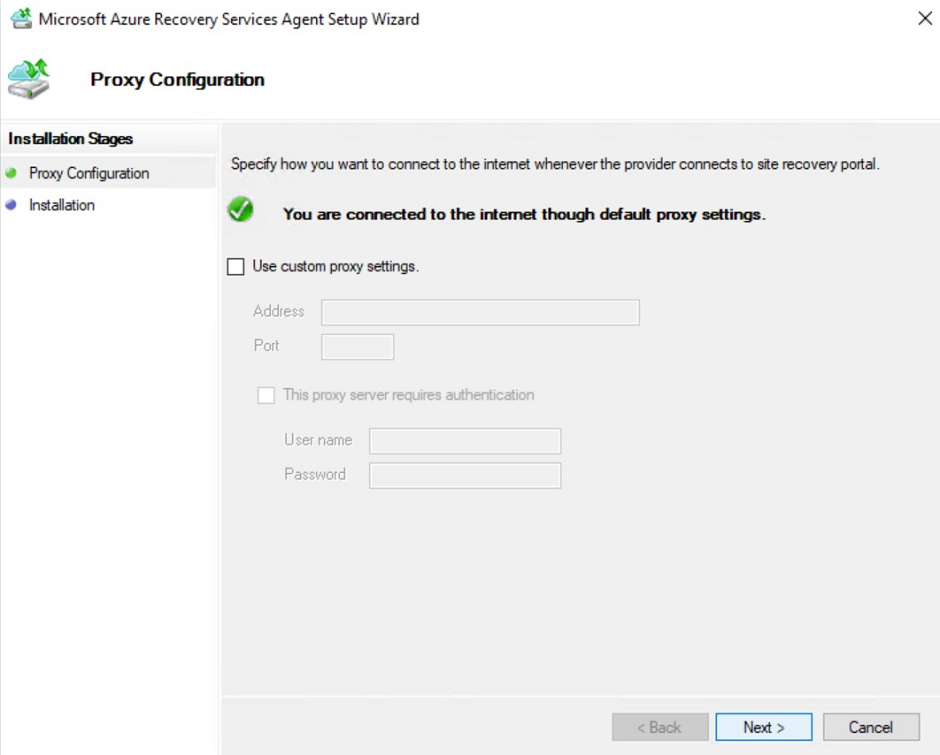 Microsoft Azure Recovery Services Agent Setup Wizard
Proxy Configuration
Installation Stages
Proxy Configuration
Installation
Specify how you want to connect to the internet whenever the provider connects to site recovery portal.
You are connected to the internet though default proxy settings.
Use custom proxy settings.
Address
Port
This proxy server requires authentication
User name
Password
< Back
Next >
Cancel